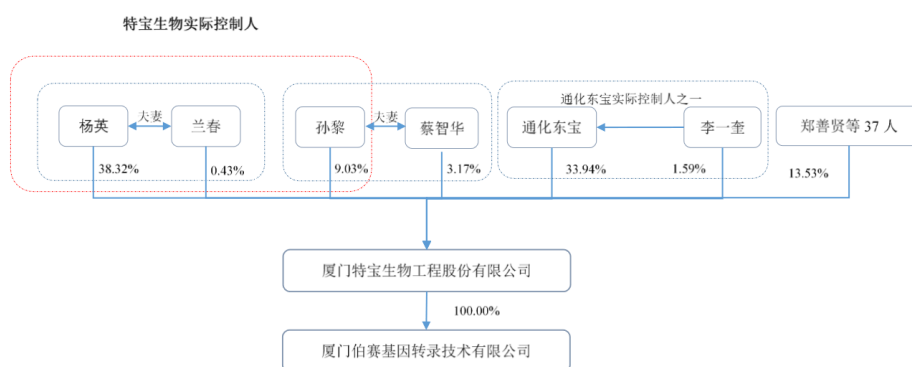 特宝生物实际控制人
通化东宝实际控制人之一
杨英
夫妻
兰春
孙黎
夫妻
蔡智华
通化东宝
李一奎
郑善贤等 37 人
38.32%
0.43%
9.03%
3.17%
33.94%
1.59%
13.53%
厦门特宝生物工程股份有限公司
100.00%
厦门伯赛基因转录技术有限公司